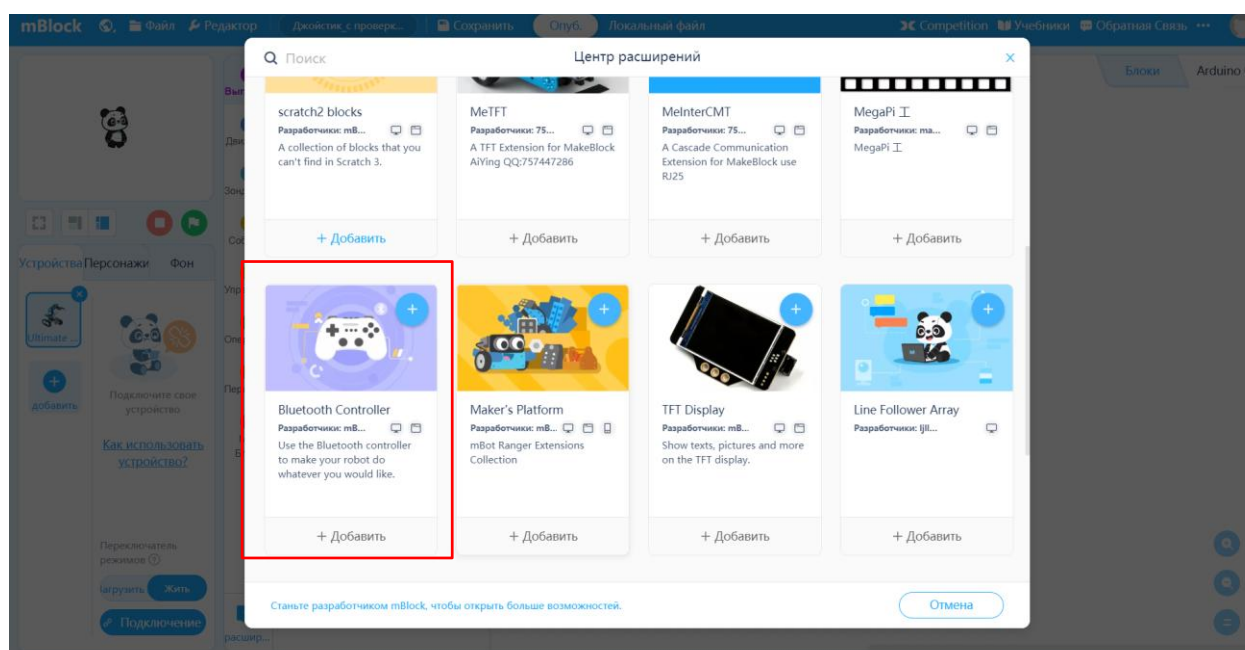 mBlock Файл Редактор Джойстик_с проверк... Сохранить Опуб. Локальный файл Competition Учебники Обратная Связь
Поиск Центр расширений
Блоки Arduino
scratch2 blocks
Разработчики: mB...
A collection of blocks that you
can't find in Scratch 3.
+ Добавить
MeTFT
Разработчики: 75...
A TFT Extension for MakeBlock
AiYing QQ:757447286
+ Добавить
MeInterCMT
Разработчики: 75...
A Cascade Communication
Extension for MakeBlock use
RJ25
+ Добавить
MegaPi 工
Разработчики: ma...
MegaPi 工
+ Добавить
Bluetooth Controller
Разработчики: mB...
Use the Bluetooth controller
to make your robot do
whatever you would like.
+ Добавить
Maker's Platform
Разработчики: mB...
mBot Ranger Extensions
Collection
+ Добавить
TFT Display
Разработчики: mB...
Show texts, pictures and more
on the TFT display.
+ Добавить
Line Follower Array
Разработчики: ljll...
+ Добавить
Станьте разработчиком mBlock, чтобы открыть больше возможностей.
Отмена
Устройства Персонажи Фон
Ultimate ...
добавить
Подключите свое
устройство
Как использовать
устройство?
Переключатель
режимов
Жить
Подключение
расшир...